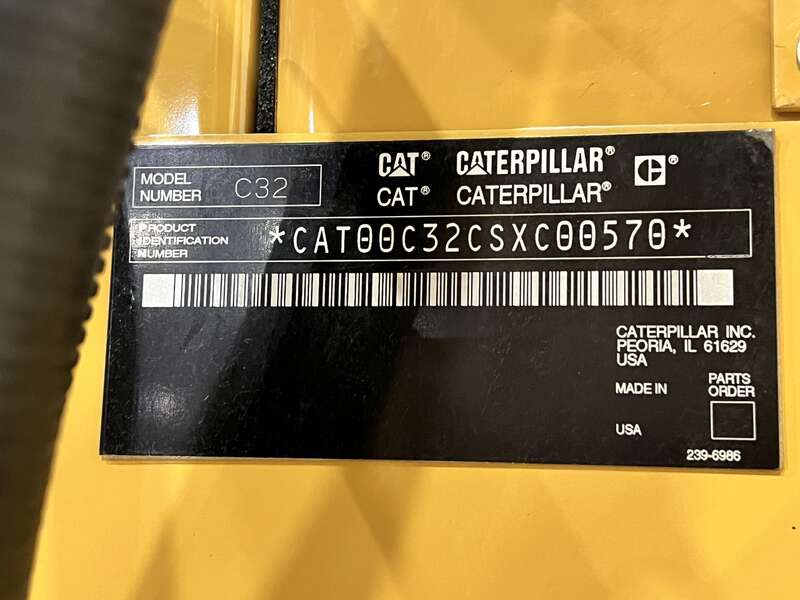 MODEL NUMBER C32
CAT® CATERPILLAR® C®
CAT® CATERPILLAR®
PRODUCT IDENTIFICATION NUMBER *CAT00C32CSXC00570*
CATERPILLAR INC.
PEORIA, IL 61629
USA
MADE IN
PARTS ORDER
USA
239-6986